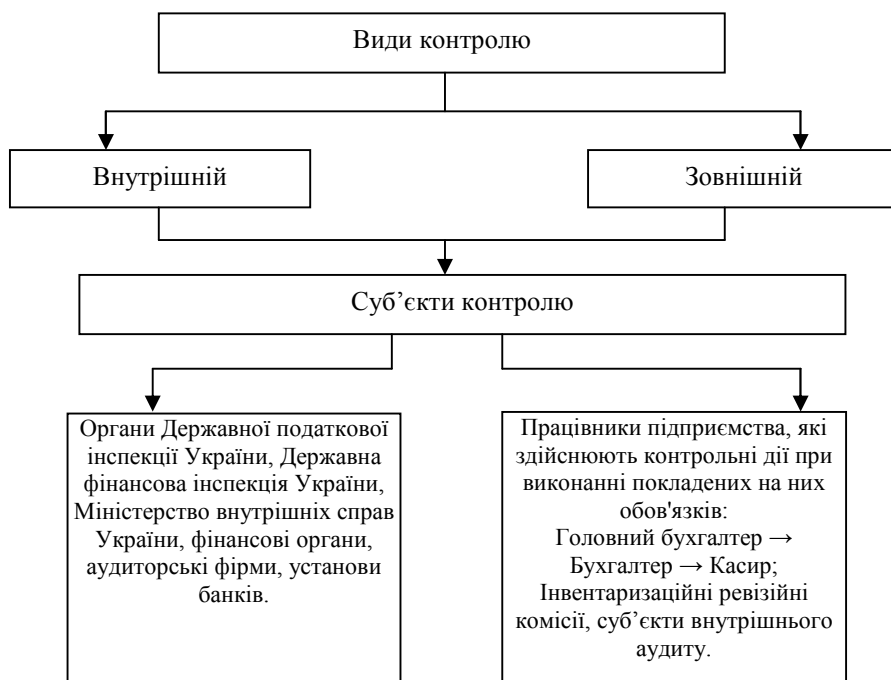 Види контролю
Внутрішній
Зовнішній
Суб’єкти контролю
Органи Державної податкової
інспекції України, Державна
фінансова інспекція України,
Міністерство внутрішніх справ
України, фінансові органи,
аудиторські фірми, установи
банків.
Працівники підприємства, які
здійснюють контрольні дії при
виконанні покладених на них
обов'язків:
Головний бухгалтер →
Бухгалтер → Касир;
Інвентаризаційні ревізійні
комісії, суб’єкти внутрішнього
аудиту.